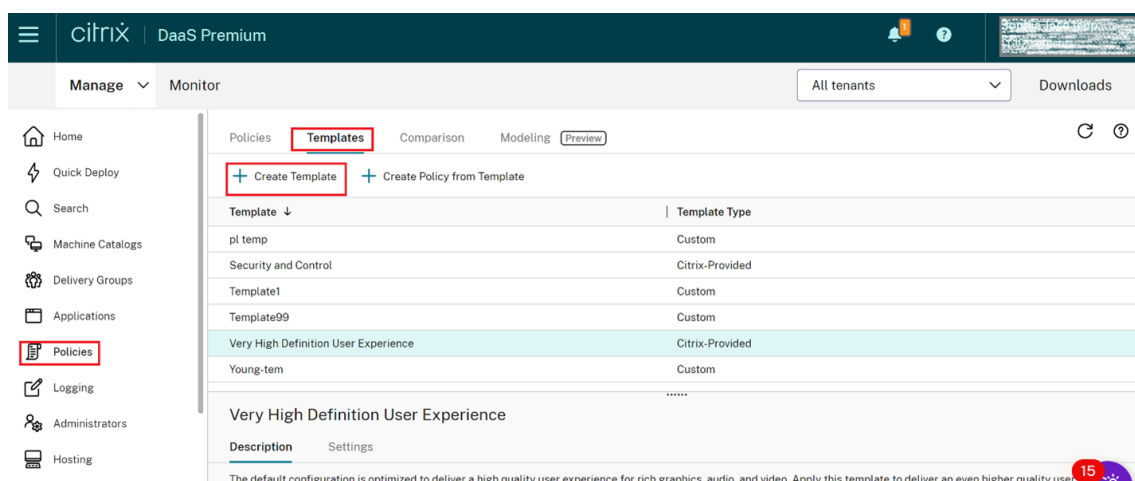 citrix DaaS Premium 1
Manage Monitor All tenants Downloads
Home
Quick Deploy
Search
Machine Catalogs
Delivery Groups
Applications
Policies
Logging
Administrators
Hosting
Policies Templates Comparison Modeling Preview
Create Template Create Policy from Template
Template Template Type
pl temp Custom
Security and Control Citrix-Provided
Template1 Custom
Template99 Custom
Very High Definition User Experience Citrix-Provided
Young-tem Custom
Very High Definition User Experience
Description Settings
The default configuration is optimized to deliver a high quality user experience for rich graphics, audio, and video. Apply this template to deliver an even higher quality user
15